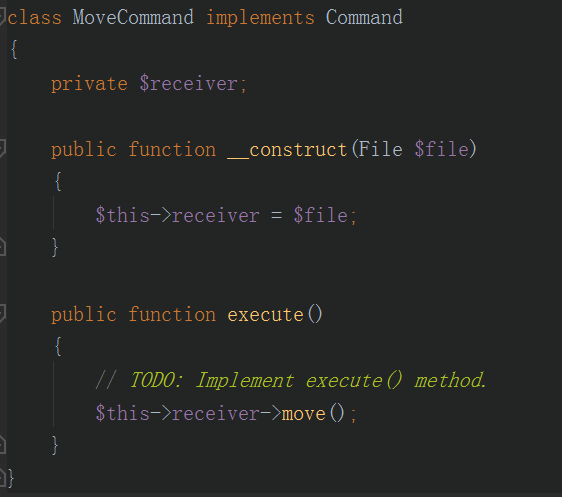 class MoveCommand implements Command
{
    private $receiver;
    public function __construct(File $file)
    {
        $this->receiver = $file;
    }
    public function execute()
    {
        // TODO: Implement execute() method.
        $this->receiver->move();
    }
}